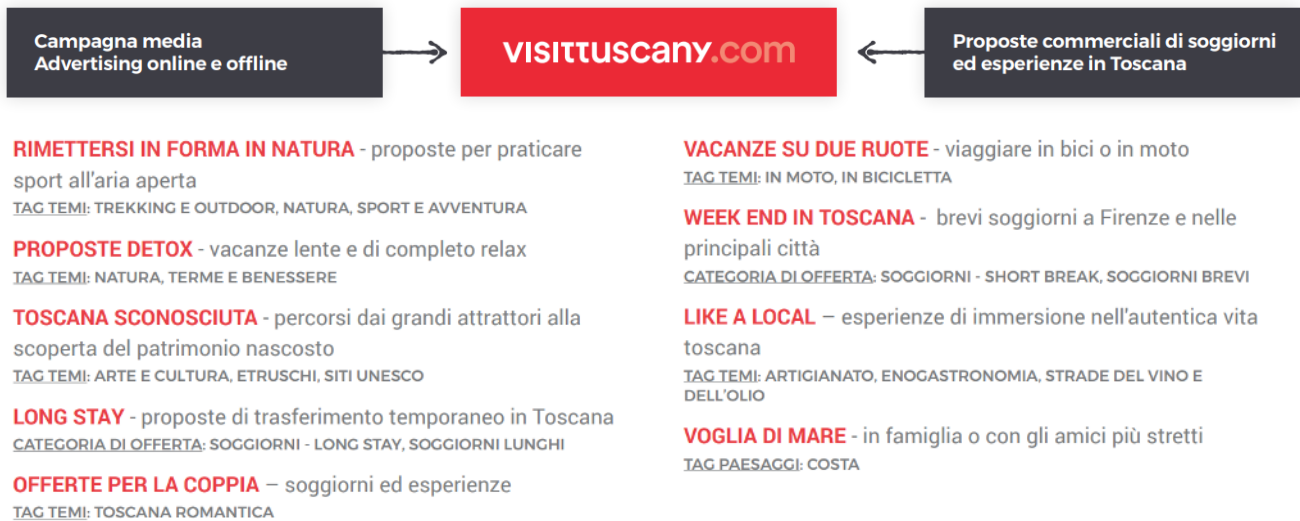 Campagna media
Advertising online e offline
VISITTUSCANY.com
Proposte commerciali di soggiorni
ed esperienze in Toscana
RIMETTERSI IN FORMA IN NATURA - proposte per praticare
sport all'aria aperta
TAG TEMI: TREKKING E OUTDOOR, NATURA, SPORT E AVVENTURA
PROPOSTE DETOX - vacanze lente e di completo relax
TAG TEMI: NATURA, TERME E BENESSERE
TOSCANA SCONOSCIUTA - percorsi dai grandi attrattori alla
scoperta del patrimonio nascosto
TAG TEMI: ARTE E CULTURA, ETRUSCHI, SITI UNESCO
LONG STAY - proposte di trasferimento temporaneo in Toscana
CATEGORIA DI OFFERTA: SOGGIORNI - LONG STAY, SOGGIORNI LUNGHI
OFFERTE PER LA COPPIA – soggiorni ed esperienze
TAG TEMI: TOSCANA ROMANTICA
VACANZE SU DUE RUOTE - viaggiare in bici o in moto
TAG TEMI: IN MOTO, IN BICICLETTA
WEEK END IN TOSCANA - brevi soggiorni a Firenze e nelle
principali città
CATEGORIA DI OFFERTA: SOGGIORNI - SHORT BREAK, SOGGIORNI BREVI
LIKE A LOCAL – esperienze di immersione nell'autentica vita
toscana
TAG TEMI: ARTIGIANATO, ENOGASTRONOMIA, STRADE DEL VINO E
DELL'OLIO
VOGLIA DI MARE - in famiglia o con gli amici più stretti
TAG PAESAGGI: COSTA